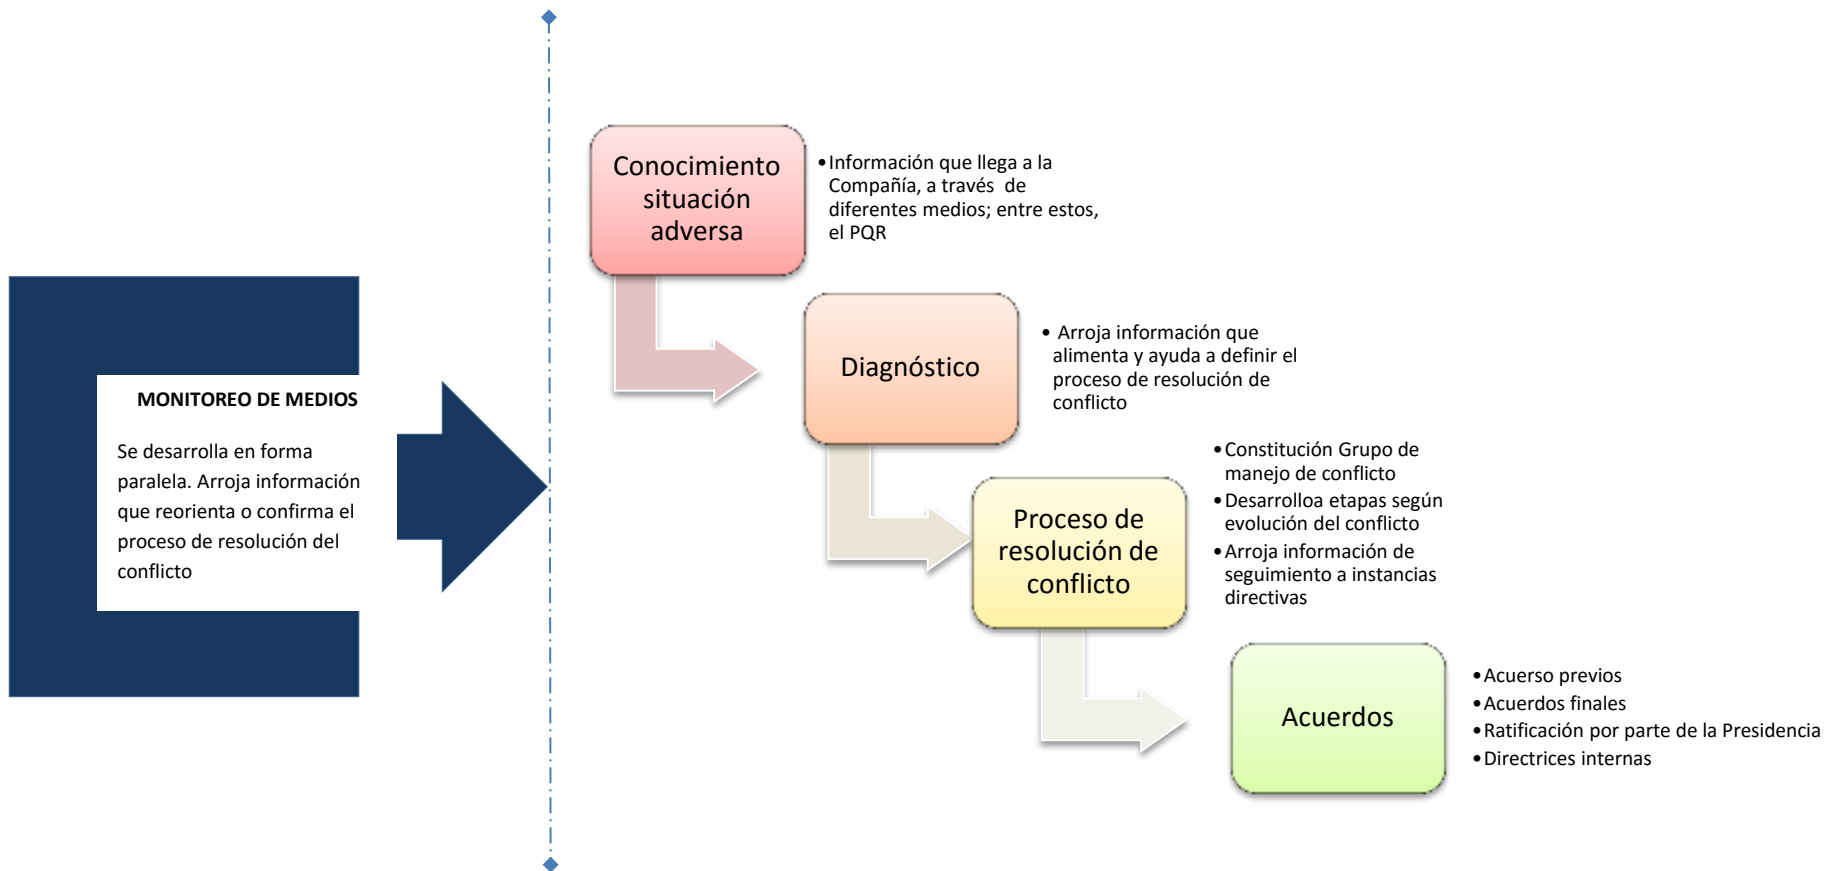 MONITOREO DE MEDIOS
Se desarrolla en forma
paralela. Arroja información
que reorienta o confirma el
proceso de resolución del
conflicto
Conocimiento
situación
adversa
•Información que llega a la
Compañía, a través de
diferentes medios; entre estos,
el PQR
Diagnóstico
• Arroja información que
alimenta y ayuda a definir el
proceso de resolución de
conflicto
Proceso de
resolución de
conflicto
•Constitución Grupo de
manejo de conflicto
•Desarrolloa etapas según
evolución del conflicto
•Arroja información de
seguimiento a instancias
directivas
Acuerdos
•Acuerso previos
•Acuerdos finales
•Ratificación por parte de la Presidencia
•Directrices internas